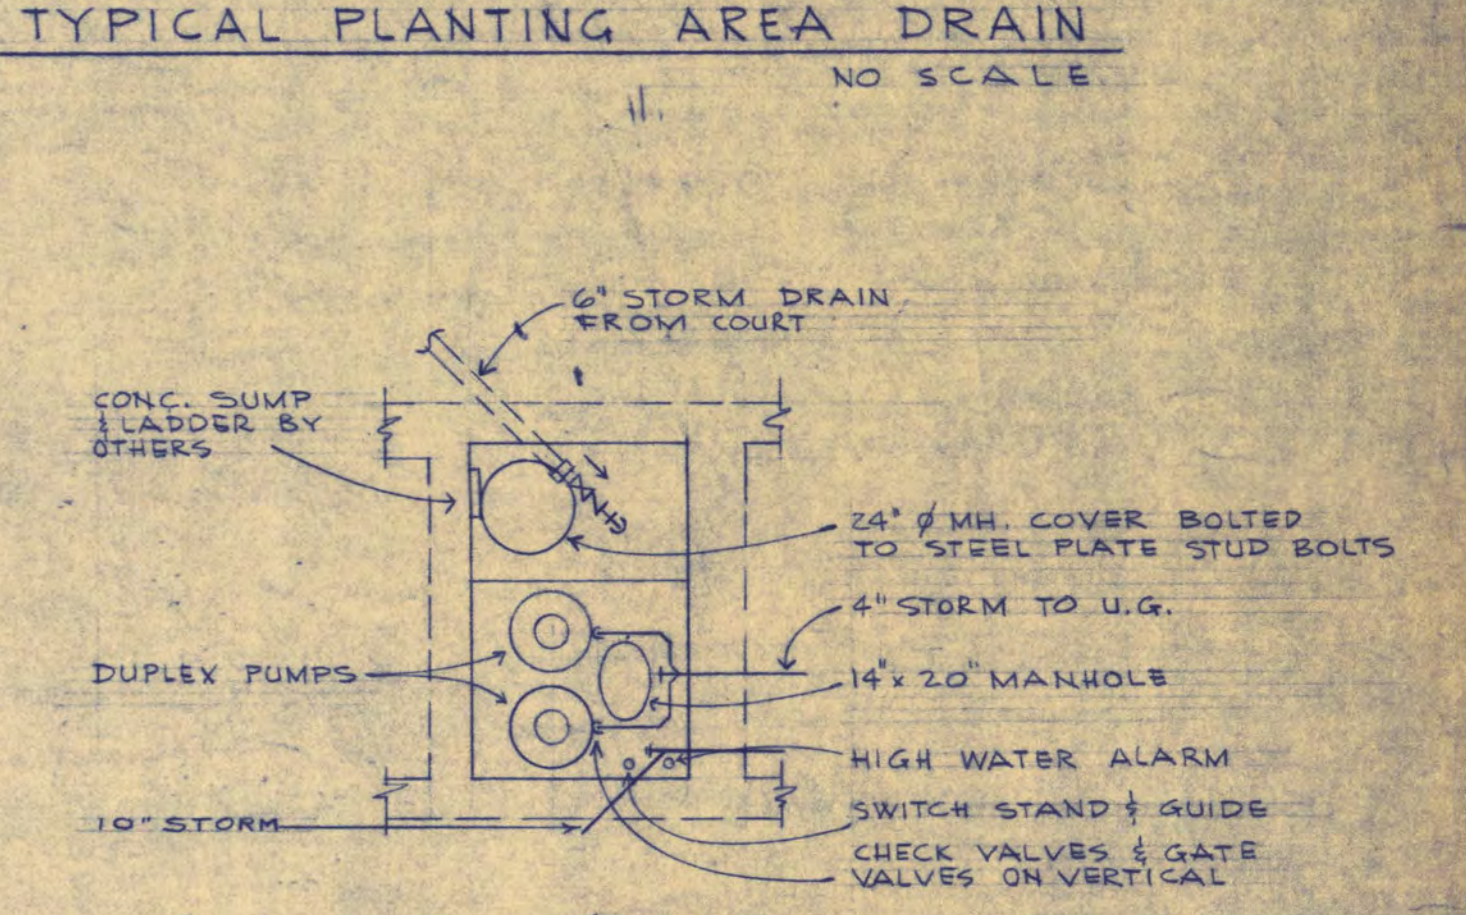 TYPICAL PLANTING AREA DRAIN
NO SCALE
6" STORM DRAIN
FROM COURT
CONC. SUMP
& LADDER BY
OTHERS
24" ϕ MH. COVER BOLTED
TO STEEL PLATE STUD BOLTS
4" STORM TO U.G.
DUPLEX PUMPS
14" x 20" MANHOLE
HIGH WATER ALARM
SWITCH STAND & GUIDE
10" STORM
CHECK VALVES & GATE
VALVES ON VERTICAL